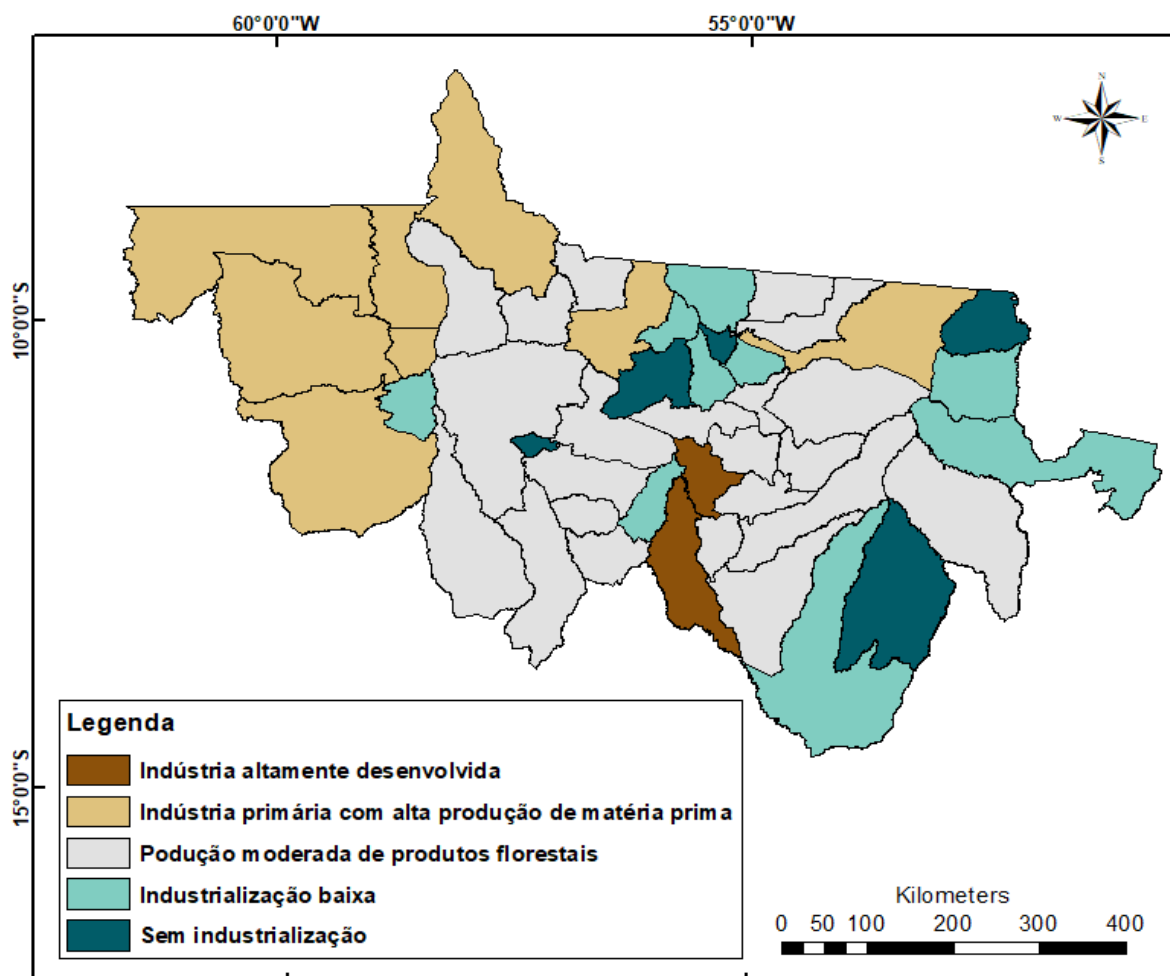 60°0'0"W 55°0'0"W
N
W E
S
10°0'0"S
15°0'0"S
Legenda
Indústria altamente desenvolvida
Indústria primária com alta produção de matéria prima
Podução moderada de produtos florestais
Industrialização baixa
Sem industrialização
Kilometers
0 50 100 200 300 400